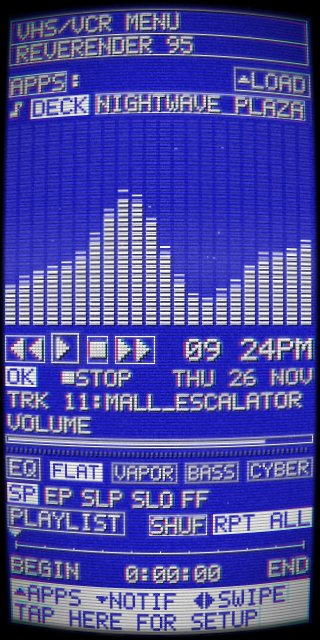 VHS/VCR MENU
REVERENDER 95
APPS: LOAD
DECK NIGHTWAVE PLAZA
09 24PM
OK STOP THU 26 NOV
TRK 11:MALL_ESCALATOR
VOLUME
EQ FLAT VAPOR BASS CYBER
SP EP SLP SLO FF
PLAYLIST SHUF RPT ALL
BEGIN 0:00:00 END
APPS NOTIF SWIPE
TAP HERE FOR SETUP